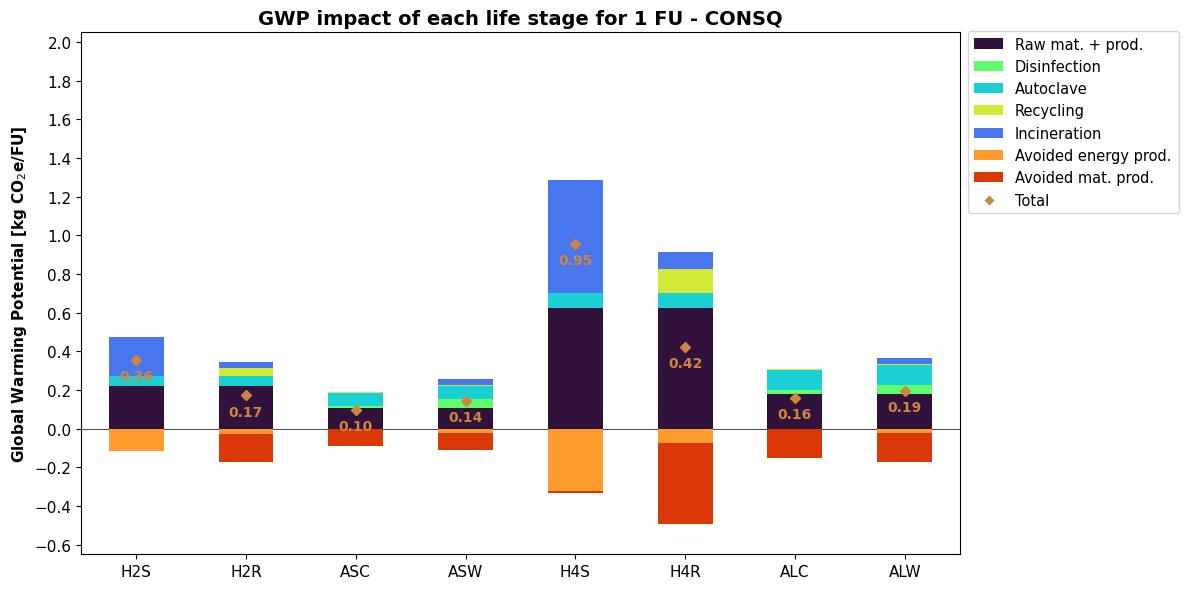 GWP impact of each life stage for 1 FU - CONSQ
Global Warming Potential [kg CO₂e/FU]
2.0
1.8
1.6
1.4
1.2
1.0
0.8
0.6
0.4
0.2
0.0
−0.2
−0.4
−0.6
0.36
0.17
0.10
0.14
0.95
0.42
0.16
0.19
H2S
H2R
ASC
ASW
H4S
H4R
ALC
ALW
Raw mat. + prod.
Disinfection
Autoclave
Recycling
Incineration
Avoided energy prod.
Avoided mat. prod.
Total